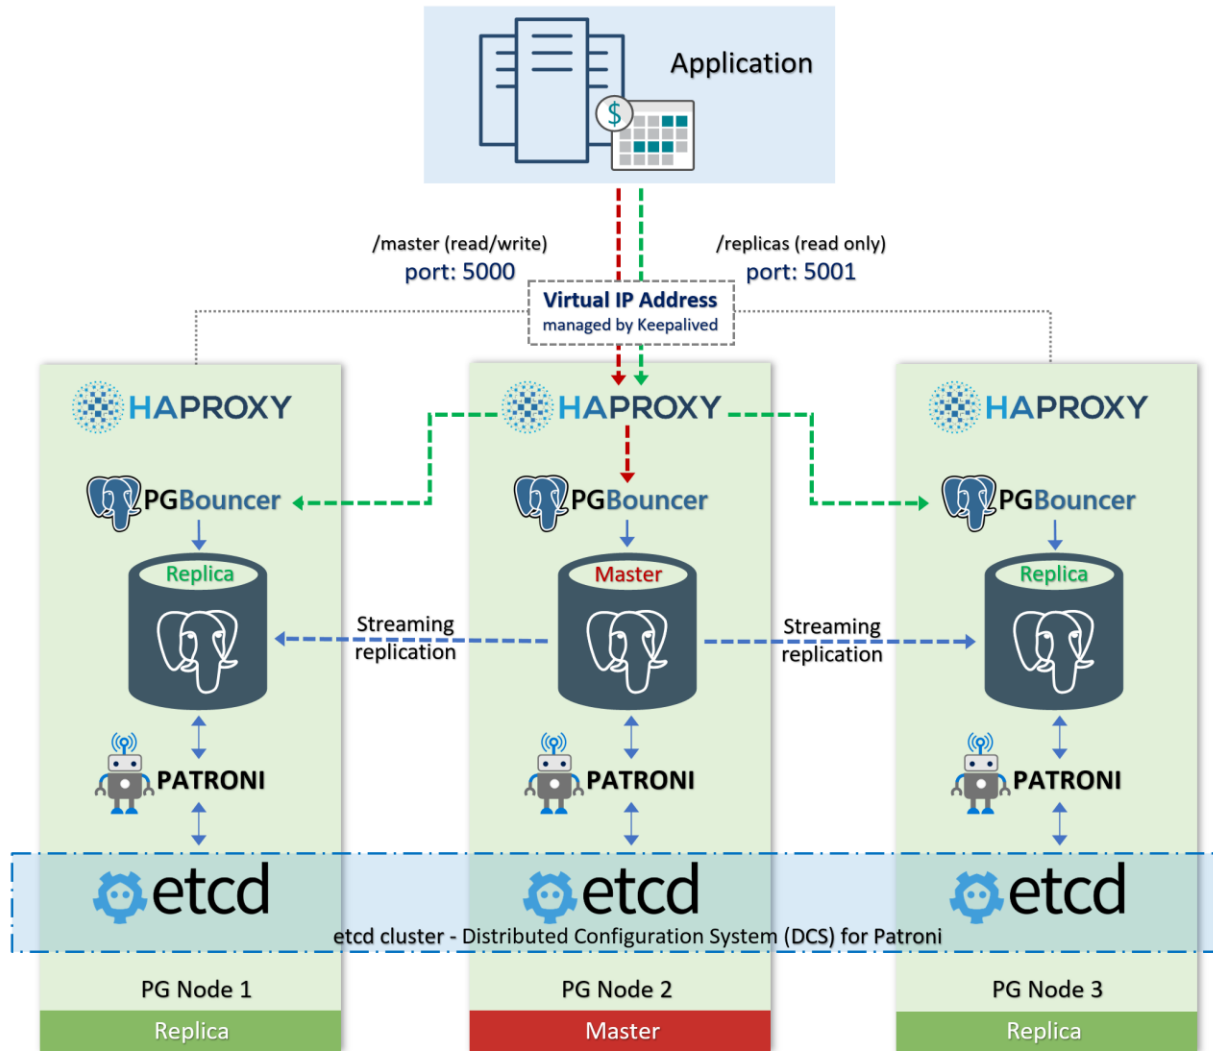 Application
$
/master (read/write)
port: 5000
/replicas (read only)
port: 5001
Virtual IP Address
managed by Keepalived
HAPROXY
HAPROXY
HAPROXY
PGBouncer
PGBouncer
PGBouncer
Replica
Master
Replica
Streaming
replication
Streaming
replication
PATRONI
PATRONI
PATRONI
etcd
etcd
etcd
etcd cluster - Distributed Configuration System (DCS) for Patroni
PG Node 1
PG Node 2
PG Node 3
Replica
Master
Replica